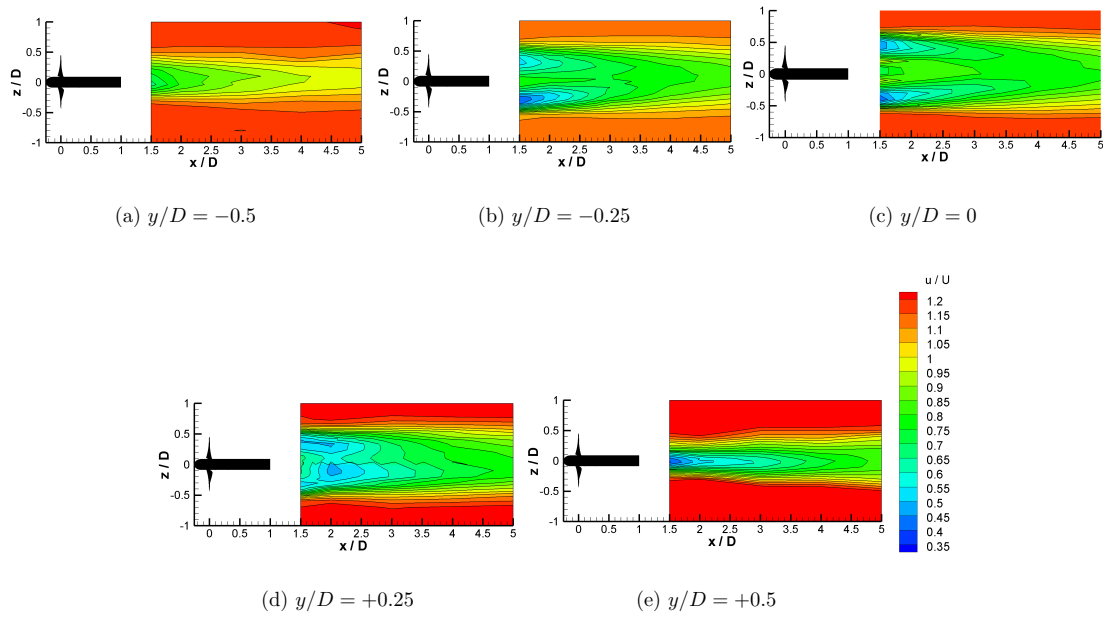 z / D
1
0.5
0
-0.5
-1
0 0.5 1 1.5 2 2.5 3 3.5 4 4.5 5
x / D
z / D
1
0.5
0
-0.5
-1
0 0.5 1 1.5 2 2.5 3 3.5 4 4.5 5
x / D
z / D
1
0.5
0
-0.5
-1
0 0.5 1 1.5 2 2.5 3 3.5 4 4.5 5
x / D
(a) y/D = −0.5
(b) y/D = −0.25
(c) y/D = 0
z / D
1
0.5
0
-0.5
-1
0 0.5 1 1.5 2 2.5 3 3.5 4 4.5 5
x / D
z / D
1
0.5
0
-0.5
-1
0 0.5 1 1.5 2 2.5 3 3.5 4 4.5 5
x / D
u / U
1.2
1.15
1.1
1.05
1
0.95
0.9
0.85
0.8
0.75
0.7
0.65
0.6
0.55
0.5
0.45
0.4
0.35
(d) y/D = +0.25
(e) y/D = +0.5